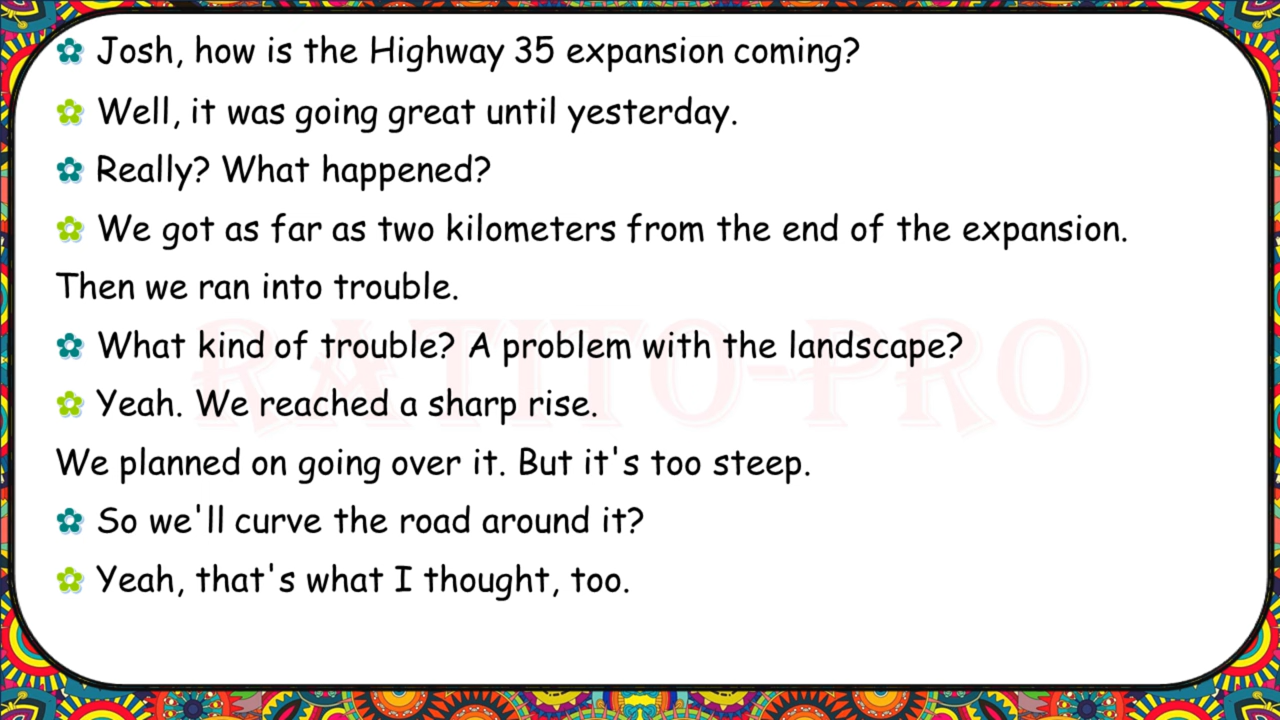 Josh, how is the Highway 35 expansion coming?
Well, it was going great until yesterday.
Really? What happened?
We got as far as two kilometers from the end of the expansion.
Then we ran into trouble.
What kind of trouble? A problem with the landscape?
RATITO-PRO
Yeah. We reached a sharp rise.
We planned on going over it. But it's too steep.
So we'll curve the road around it?
Yeah, that's what I thought, too.